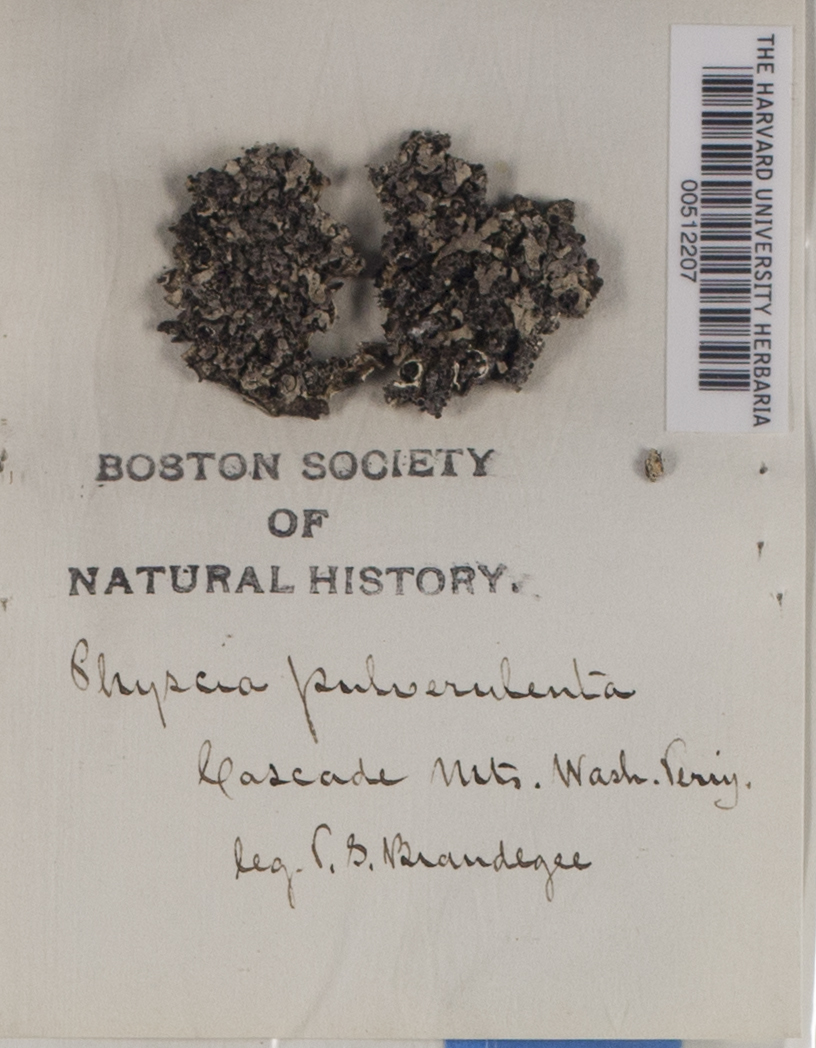 THE HARVARD UNIVERSITY HERBARIA
00512207
BOSTON SOCIETY
OF
NATURAL HISTORY.
Physcia pulverulenta
Cascade Mts. Wash. Terry.
leg. T. S. Brandegee